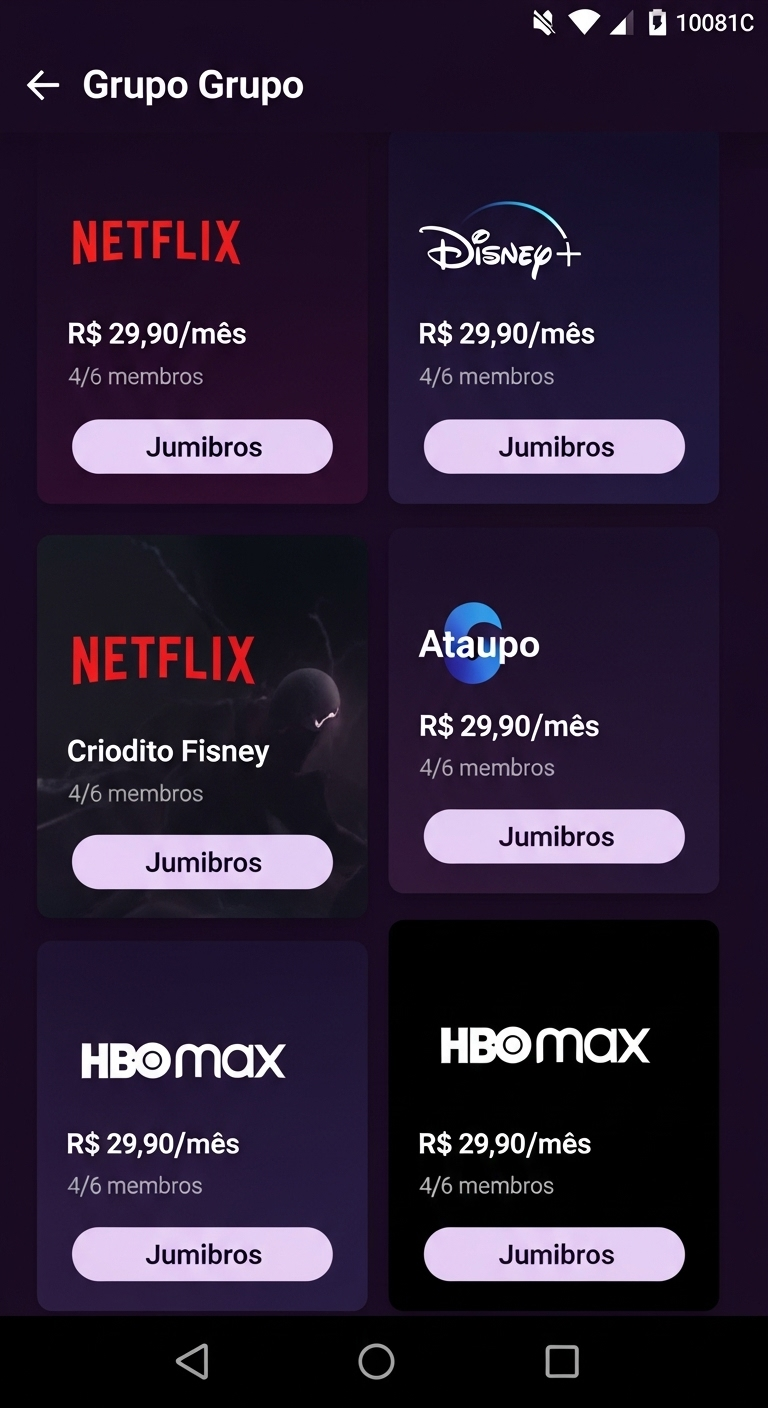 10081C
Grupo Grupo
NETFLIX
R$ 29,90/mês
4/6 membros
Jumibros
Disney+
R$ 29,90/mês
4/6 membros
Jumibros
NETFLIX
Criodito Fisney
4/6 membros
Jumibros
Ataupo
R$ 29,90/mês
4/6 membros
Jumibros
HBO max
R$ 29,90/mês
4/6 membros
Jumibros
HBO max
R$ 29,90/mês
4/6 membros
Jumibros